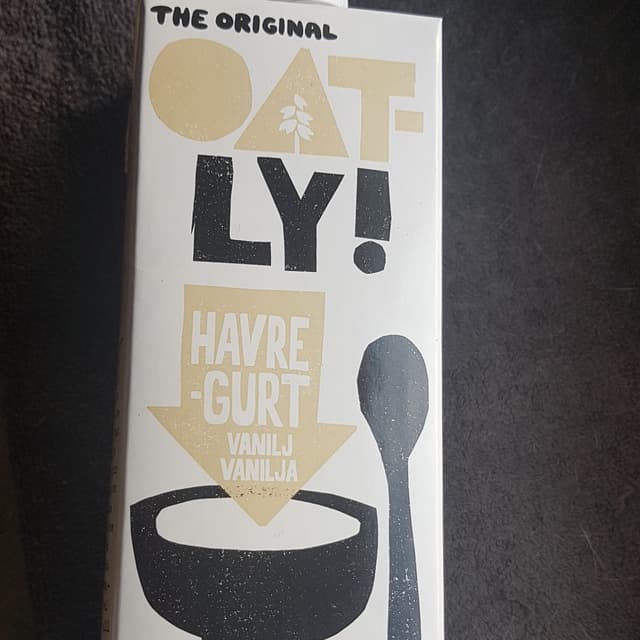 THE ORIGINAL
OAT-
LY!
HAVRE
-GURT
VANILJ
VANILJA